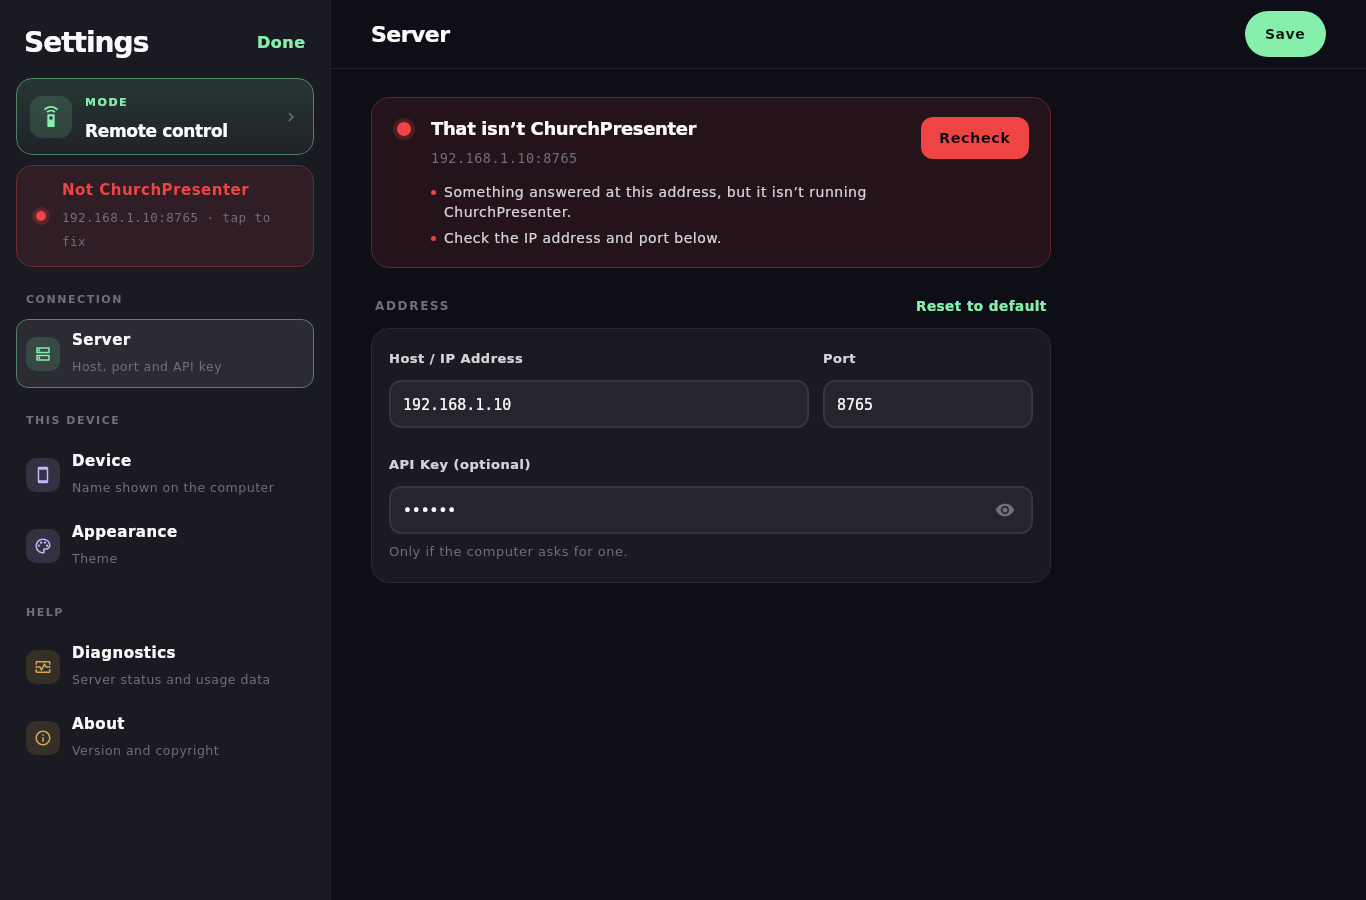 Settings
Done
MODE
Remote control
Not ChurchPresenter
192.168.1.10:8765 · tap to
fix
CONNECTION
Server
Host, port and API key
THIS DEVICE
Device
Name shown on the computer
Appearance
Theme
HELP
Diagnostics
Server status and usage data
About
Version and copyright
Server
Save
That isn’t ChurchPresenter
192.168.1.10:8765
Recheck
Something answered at this address, but it isn’t running
ChurchPresenter.
Check the IP address and port below.
ADDRESS
Reset to default
Host / IP Address
Port
192.168.1.10
8765
API Key (optional)
••••••
Only if the computer asks for one.